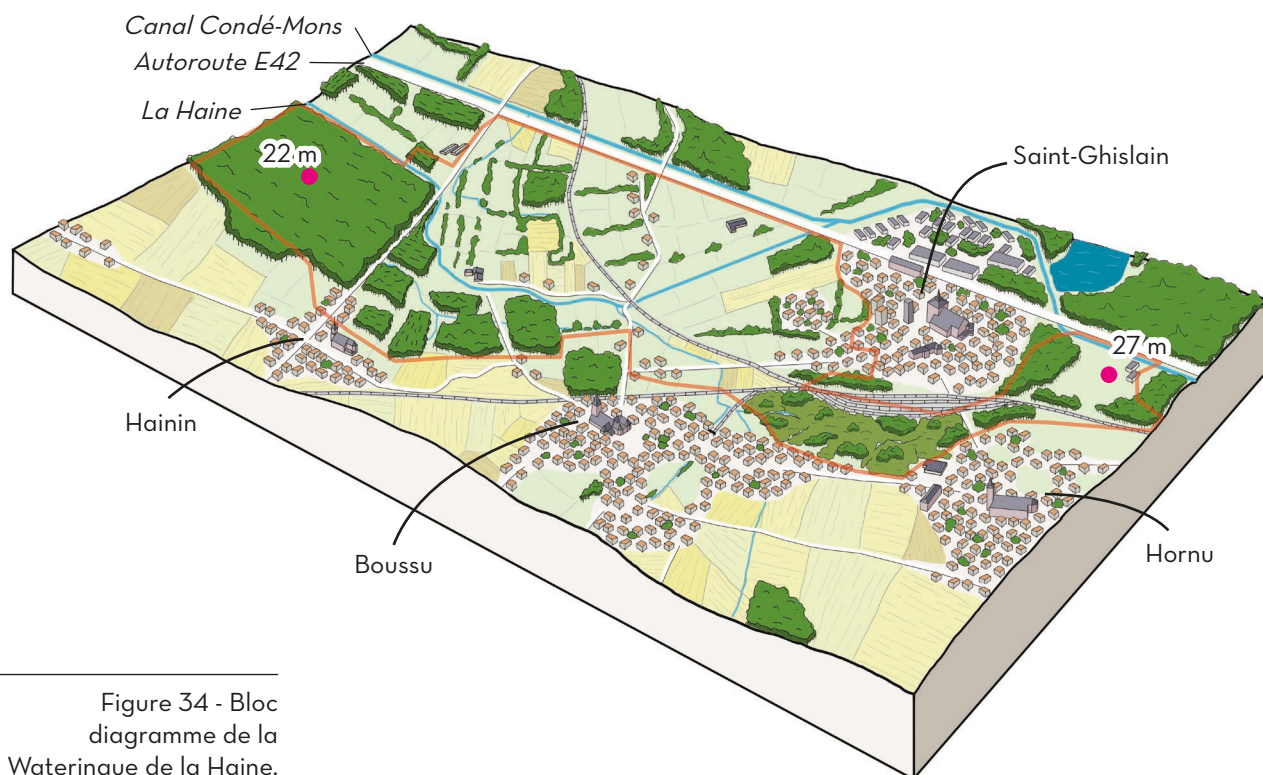 Canal Condé-Mons
Autoroute E42
La Haine
22 m
Saint-Ghislain
27 m
Hainin
Boussu
Hornu
Figure 34 - Bloc
diagramme de la
Wateringue de la Haine.